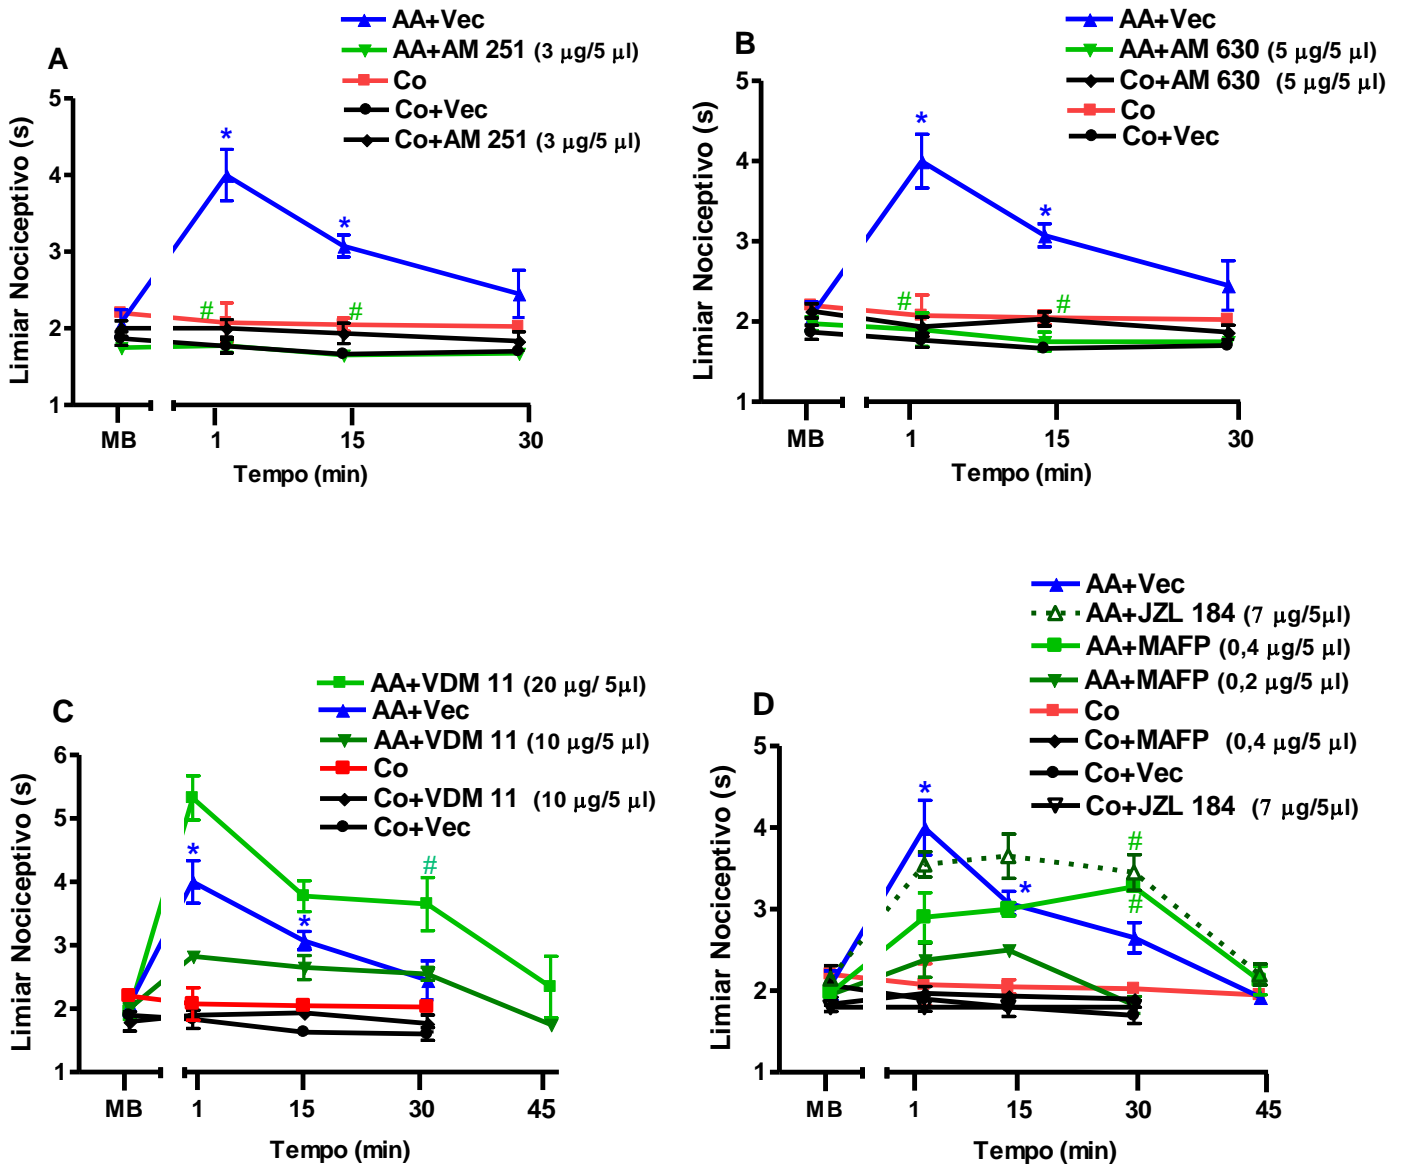 A
AA+Vec
AA+AM 251 (3 µg/5 µl)
Co
Co+Vec
Co+AM 251 (3 µg/5 µl)
Limiar Nociceptivo (s)
5
4
3
2
1
*
*
#
#
MB 1 15 30
Tempo (min)
B
AA+Vec
AA+AM 630 (5 µg/5 µl)
Co+AM 630 (5 µg/5 µl)
Co
Co+Vec
Limiar Nociceptivo (s)
5
4
3
2
1
*
*
#
#
MB 1 15 30
Tempo (min)
C
AA+VDM 11 (20 µg/ 5µl)
AA+Vec
AA+VDM 11 (10 µg/5 µl)
Co
Co+VDM 11 (10 µg/5 µl)
Co+Vec
Limiar Nociceptivo (s)
6
5
4
3
2
1
*
*
#
MB 1 15 30 45
Tempo (min)
D
AA+Vec
AA+JZL 184 (7 µg/5µl)
AA+MAFP (0,4 µg/5 µl)
AA+MAFP (0,2 µg/5 µl)
Co
Co+MAFP (0,4 µg/5 µl)
Co+Vec
Co+JZL 184 (7 µg/5µl)
Limiar Nociceptivo (s)
5
4
3
2
1
*
*
#
#
MB 1 15 30 45
Tempo (min)